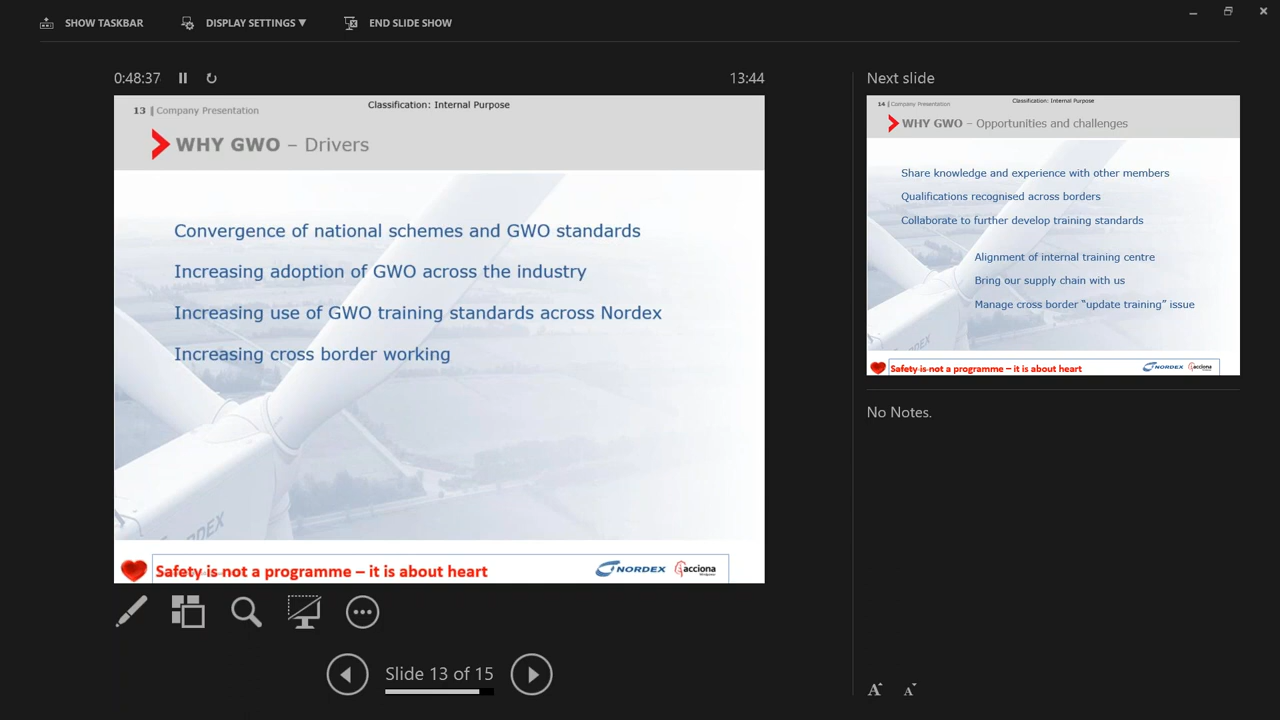 SHOW TASKBAR
DISPLAY SETTINGS ▼
END SLIDE SHOW
0:48:37
13:44
13 | Company Presentation
Classification: Internal Purpose
WHY GWO – Drivers
Convergence of national schemes and GWO standards
Increasing adoption of GWO across the industry
Increasing use of GWO training standards across Nordex
Increasing cross border working
NORDEX
Safety is not a programme – it is about heart
NORDEX
acciona
Slide 13 of 15
Next slide
14 | Company Presentation
Classification: Internal Purpose
WHY GWO – Opportunities and challenges
Share knowledge and experience with other members
Qualifications recognised across borders
Collaborate to further develop training standards
Alignment of internal training centre
Bring our supply chain with us
Manage cross border “update training” issue
Safety is not a programme – it is about heart
NORDEX
acciona
No Notes.
A
A